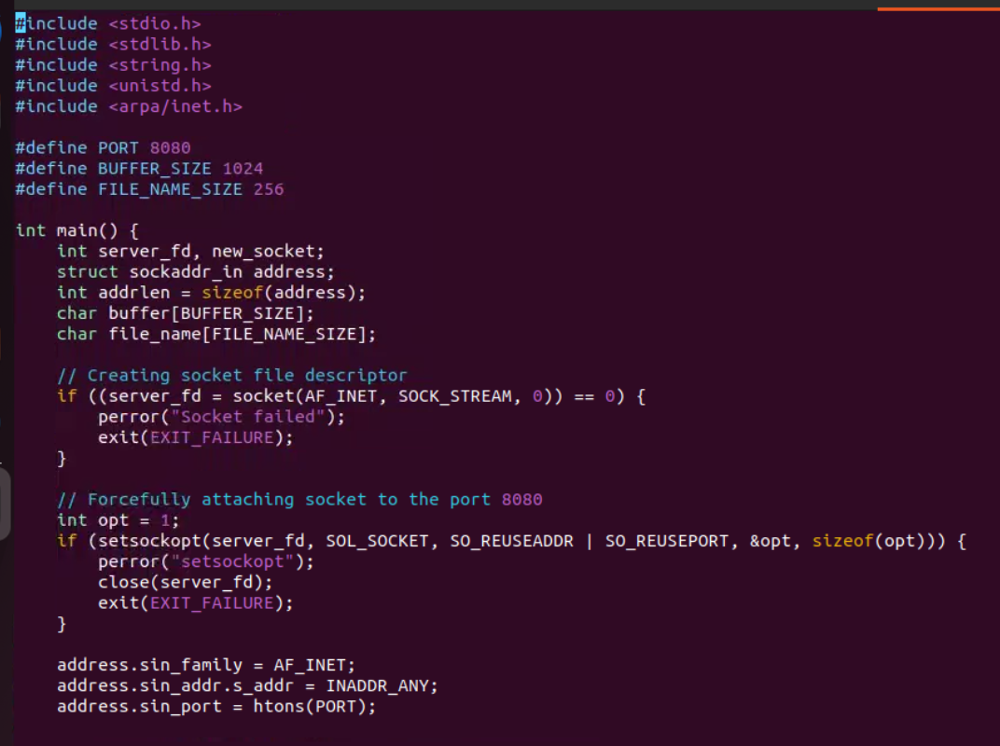 #include <stdio.h>
#include <stdlib.h>
#include <string.h>
#include <unistd.h>
#include <arpa/inet.h>

#define PORT 8080
#define BUFFER_SIZE 1024
#define FILE_NAME_SIZE 256

int main() {
    int server_fd, new_socket;
    struct sockaddr_in address;
    int addrlen = sizeof(address);
    char buffer[BUFFER_SIZE];
    char file_name[FILE_NAME_SIZE];

    // Creating socket file descriptor
    if ((server_fd = socket(AF_INET, SOCK_STREAM, 0)) == 0) {
        perror("Socket failed");
        exit(EXIT_FAILURE);
    }

    // Forcefully attaching socket to the port 8080
    int opt = 1;
    if (setsockopt(server_fd, SOL_SOCKET, SO_REUSEADDR | SO_REUSEPORT, &opt, sizeof(opt))) {
        perror("setsockopt");
        close(server_fd);
        exit(EXIT_FAILURE);
    }

    address.sin_family = AF_INET;
    address.sin_addr.s_addr = INADDR_ANY;
    address.sin_port = htons(PORT);